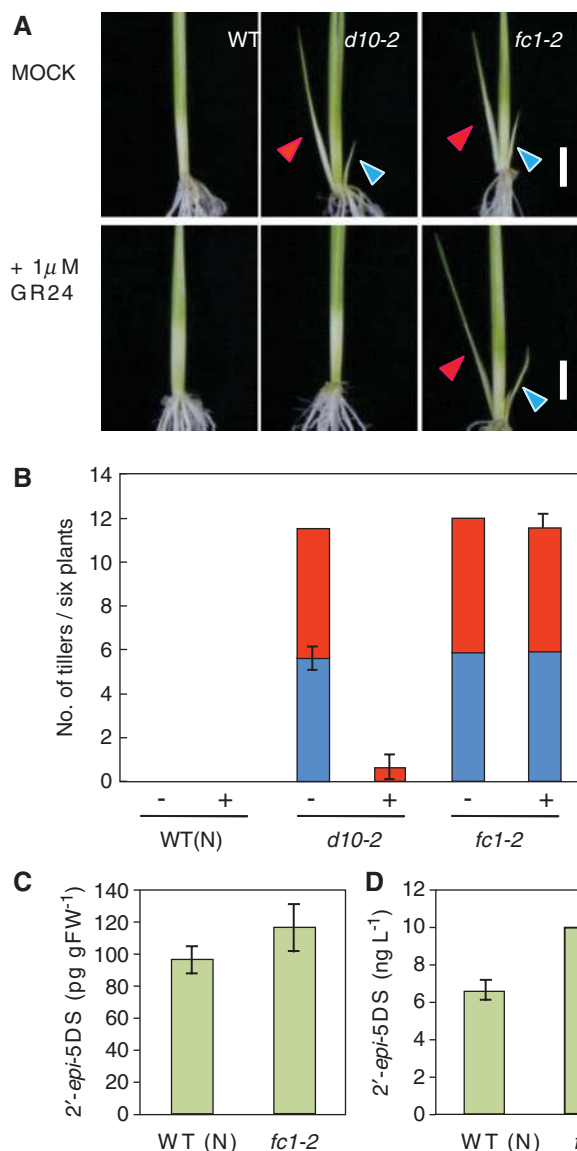 A
WT d10-2 fc1-2
MOCK
+ 1μM
GR24
B
14
12
10
8
6
4
2
0
No. of tillers / six plants
- + - + - +
WT(N) d10-2 fc1-2
C
140
120
100
80
60
40
20
0
2′-epi-5DS (pg gFW-1)
WT (N) fc1-2
D
12
10
8
6
4
2
0
2′-epi-5DS (ng L-1)
WT (N) f